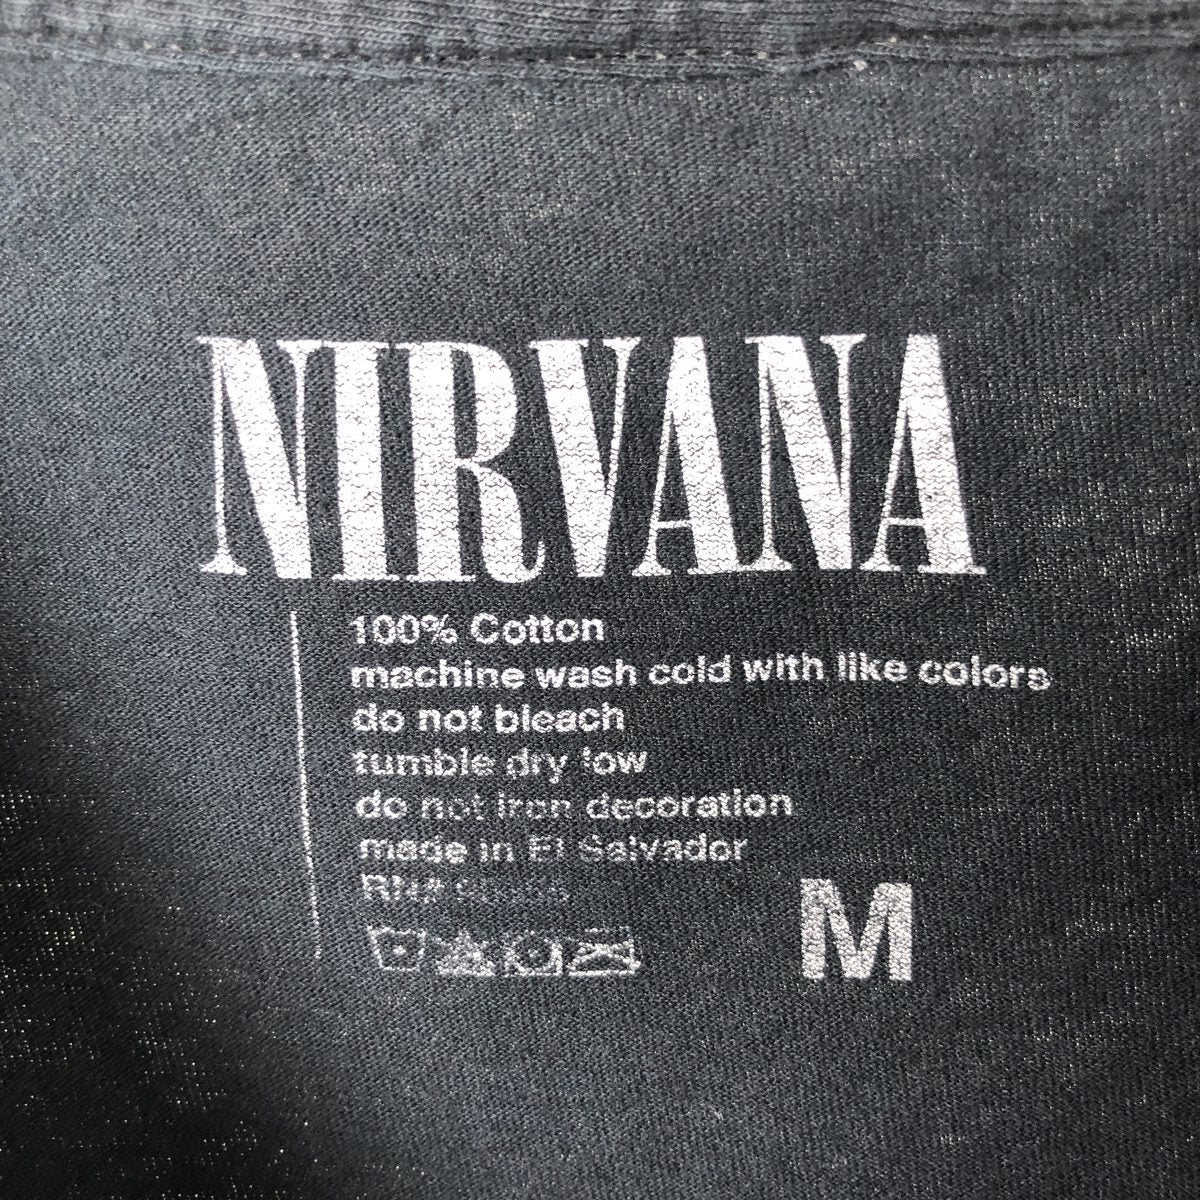 NIRVANA
100% Cotton
machine wash cold with like colors
do not bleach
tumble dry low
do not iron decoration
made in El Salvador
RN#
M